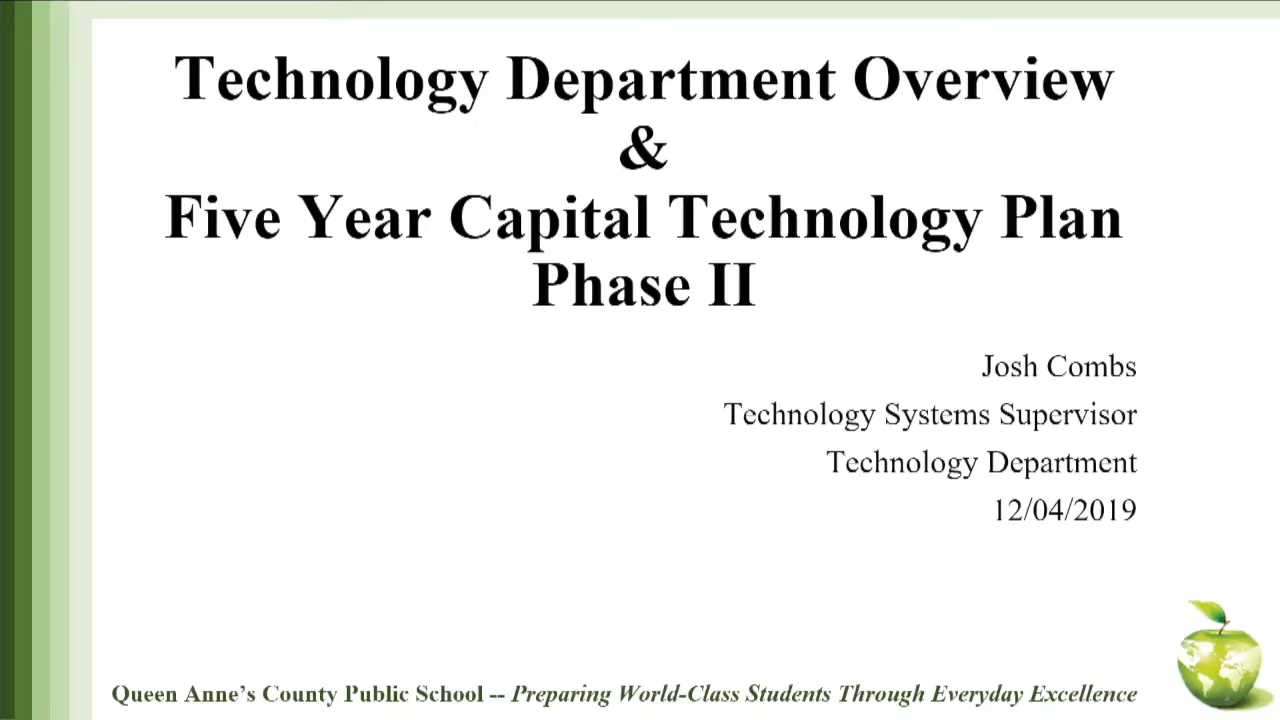 Technology Department Overview
&
Five Year Capital Technology Plan
Phase II
Josh Combs
Technology Systems Supervisor
Technology Department
12/04/2019
Queen Anne’s County Public School -- Preparing World-Class Students Through Everyday Excellence